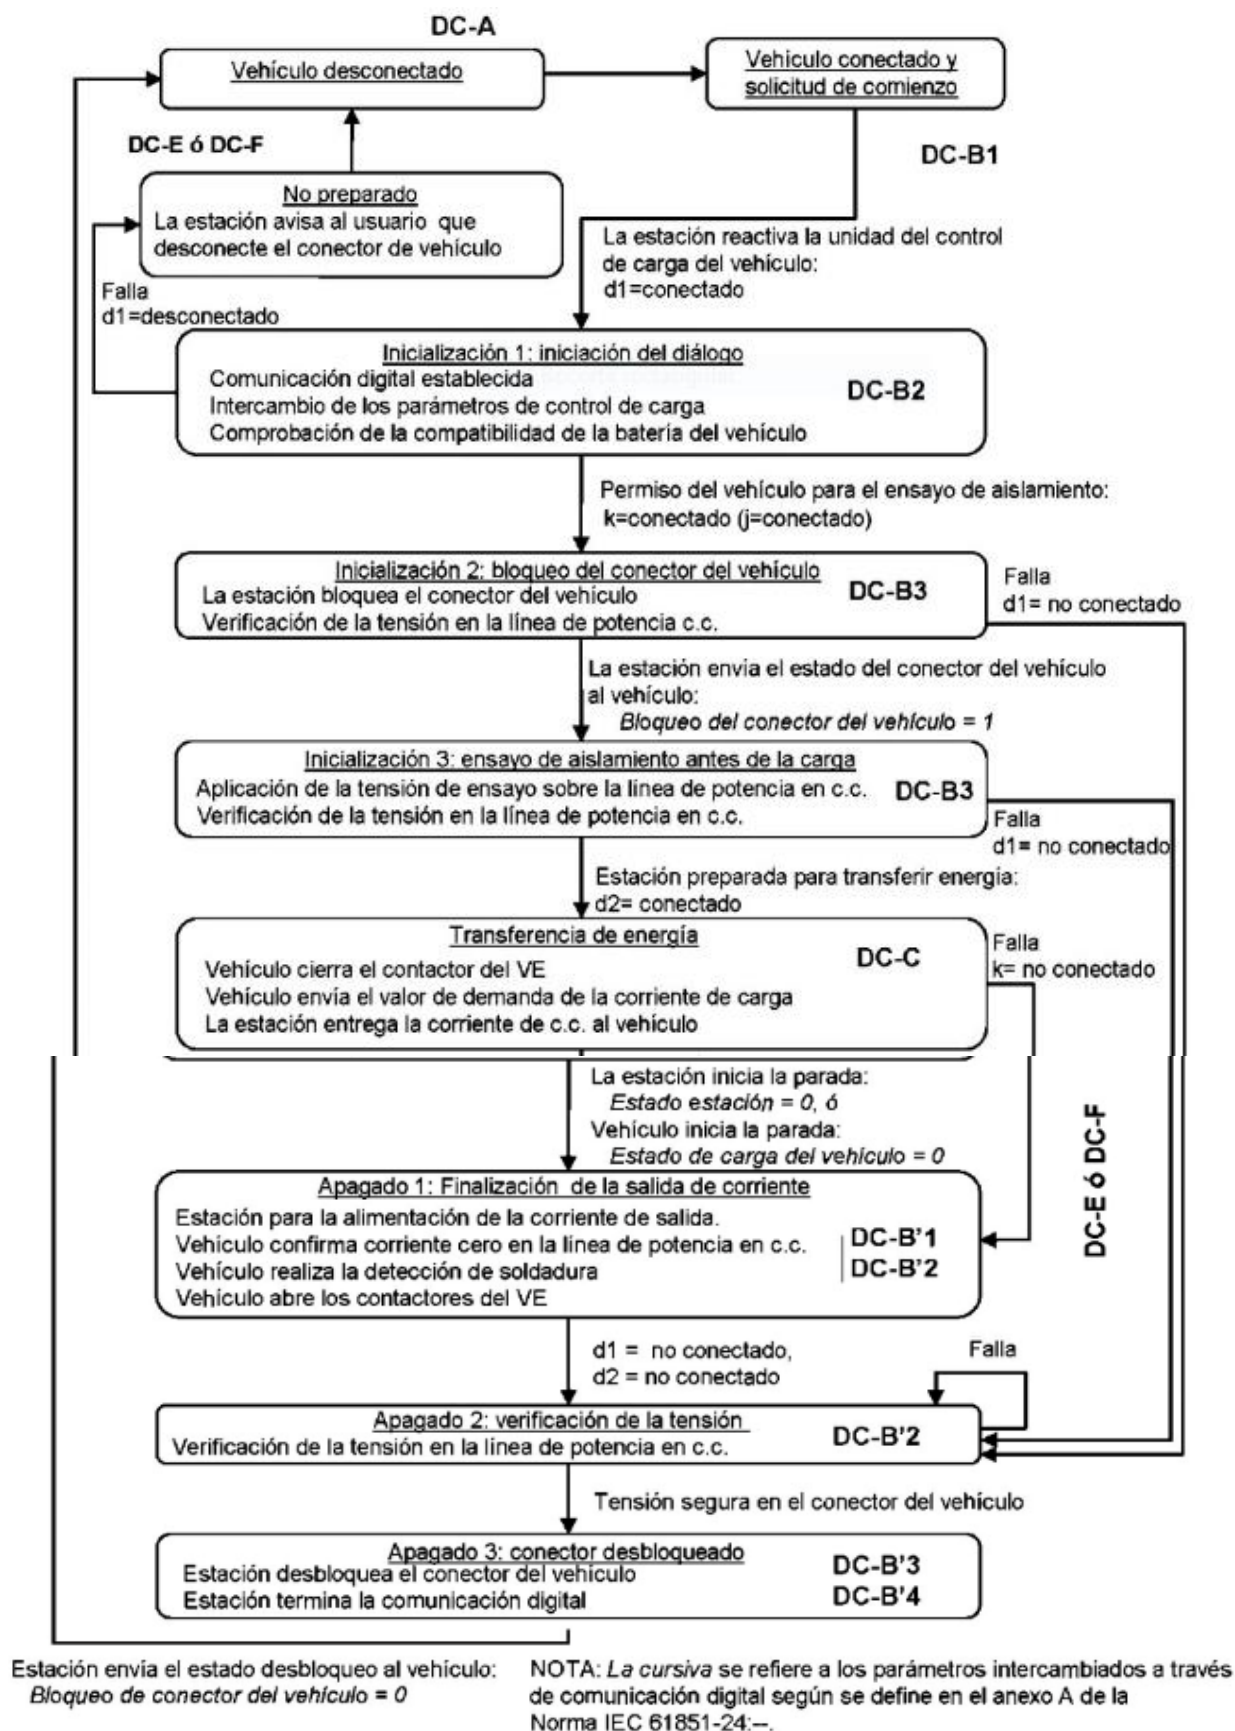 DC-A
Vehículo desconectado
Vehículo conectado y
solicitud de comienzo
DC-E ó DC-F
DC-B1
No preparado
La estación avisa al usuario que
desconecte el conector de vehículo
La estación reactiva la unidad del control
de carga del vehículo:
d1=conectado
Falla
d1=desconectado
Inicialización 1: iniciación del diálogo
Comunicación digital establecida
DC-B2
Intercambio de los parámetros de control de carga
Comprobación de la compatibilidad de la batería del vehículo
Permiso del vehículo para el ensayo de aislamiento:
k=conectado (j=conectado)
Inicialización 2: bloqueo del conector del vehículo
La estación bloquea el conector del vehículo
DC-B3
Verificación de la tensión en la línea de potencia c.c.
Falla
d1= no conectado
La estación envía el estado del conector del vehículo
al vehículo:
Bloqueo del conector del vehículo = 1
Inicialización 3: ensayo de aislamiento antes de la carga
Aplicación de la tensión de ensayo sobre la línea de potencia en c.c.
DC-B3
Verificación de la tensión en la línea de potencia en c.c.
Falla
d1= no conectado
Estación preparada para transferir energía:
d2= conectado
Transferencia de energía
DC-C
Vehículo cierra el contactor del VE
Vehículo envía el valor de demanda de la corriente de carga
La estación entrega la corriente de c.c. al vehículo
Falla
k= no conectado
La estación inicia la parada:
Estado estación = 0, ó
Vehículo inicia la parada:
Estado de carga del vehículo = 0
DC-E ó DC-F
Apagado 1: Finalización de la salida de corriente
Estación para la alimentación de la corriente de salida.
Vehículo confirma corriente cero en la línea de potencia en c.c.
DC-B'1
Vehículo realiza la detección de soldadura
DC-B'2
Vehículo abre los contactores del VE
d1 = no conectado,
d2 = no conectado
Falla
Apagado 2: verificación de la tensión
Verificación de la tensión en la línea de potencia en c.c.
DC-B'2
Tensión segura en el conector del vehículo
Apagado 3: conector desbloqueado
Estación desbloquea el conector del vehículo
DC-B'3
Estación termina la comunicación digital
DC-B'4
Estación envía el estado desbloqueo al vehículo:
Bloqueo de conector del vehículo = 0
NOTA: La cursiva se refiere a los parámetros intercambiados a través
de comunicación digital según se define en el anexo A de la
Norma IEC 61851-24:--.